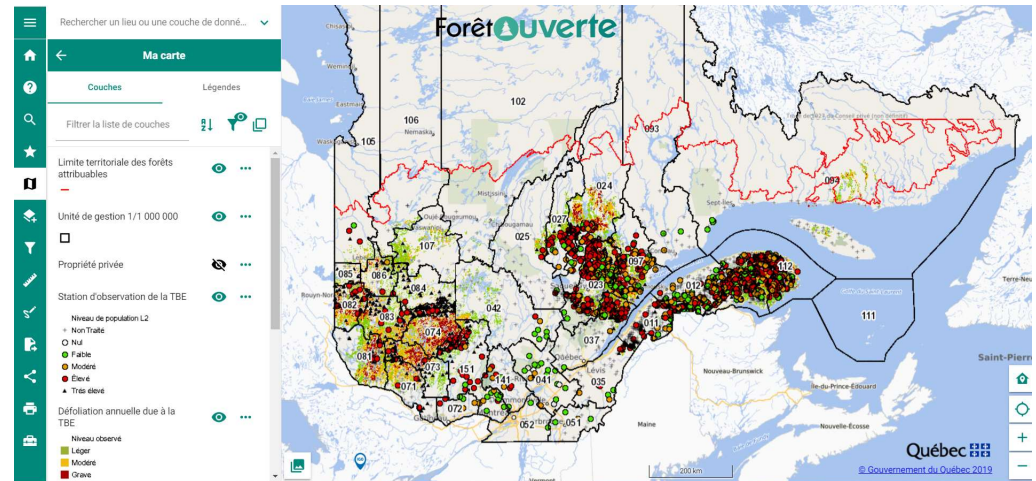 Rechercher un lieu ou une couche de donné...
Ma carte
Couches
Légendes
Filtrer la liste de couches
Limite territoriale des forêts
attribuables
Unité de gestion 1/1 000 000
Propriété privée
Station d'observation de la TBE
Niveau de population L2
Non Traité
Nul
Faible
Modéré
Élevé
Très élevé
Défoliation annuelle due à la
TBE
Niveau observé
Léger
Modéré
Grave
ForêtOuverte
102
106
Nemaska
105
093
094
024
027
025
107
Sept-Îles
085
086
084
082
083
042
097
023
012
112
074
011
037
111
081
073
071
151
141
041
035
072
052
051
Québec
Lévis
Maine
Nouveau-Brunswick
Île-du-Prince-Édouard
Nouvelle-Écosse
Saint-Pierre
Terre-Neu
Vermont
200 km
Québec
© Gouvernement du Québec 2019